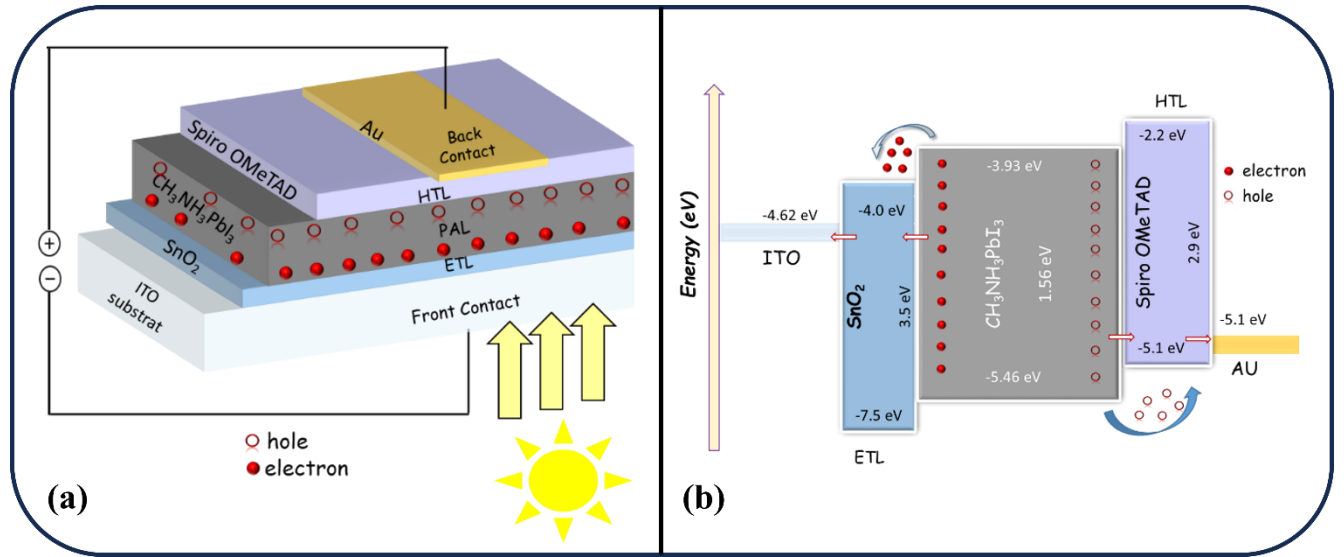 Au
Back
Contact
Spiro OMeTAD
HTL
CH₃NH₃PbI₃
PAL
SnO₂
ETL
ITO
substrat
Front Contact
+
−
hole
electron
(a)
Energy (eV)
-4.62 eV
ITO
-4.0 eV
SnO₂
3.5 eV
-7.5 eV
ETL
-3.93 eV
CH₃NH₃PbI₃
1.56 eV
-5.46 eV
HTL
-2.2 eV
Spiro OMeTAD
2.9 eV
-5.1 eV
-5.1 eV
AU
electron
hole
(b)